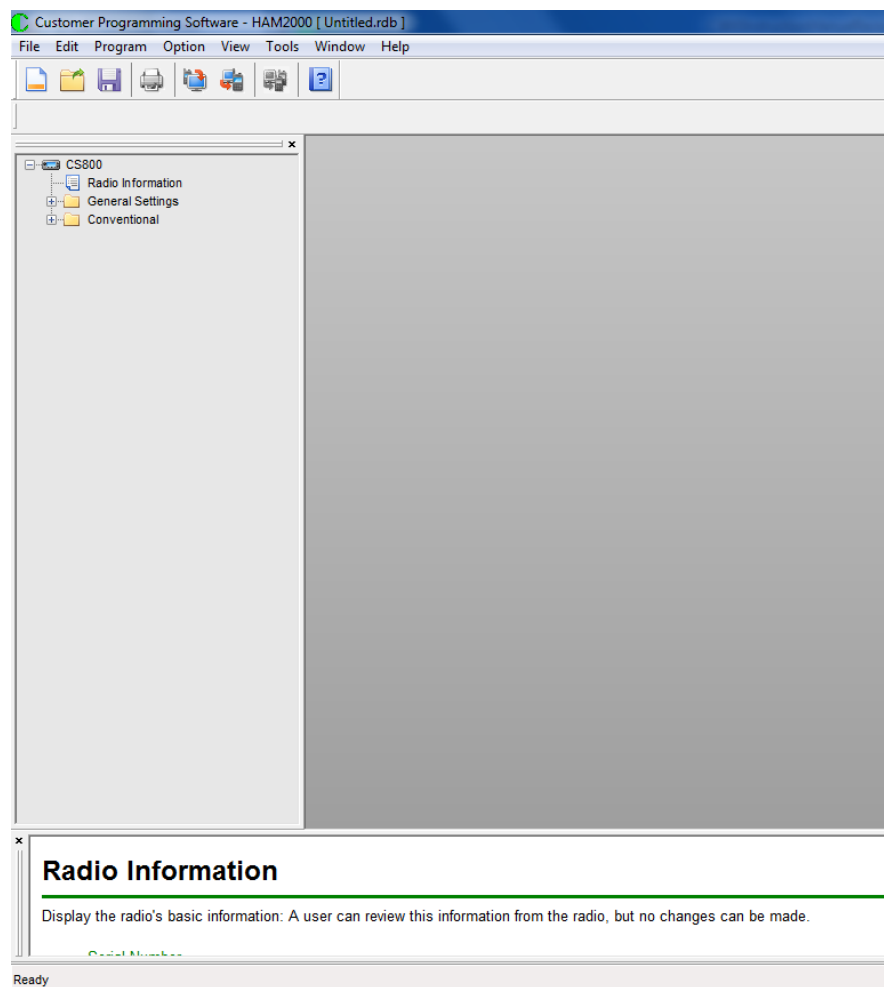 Customer Programming Software - HAM2000 [ Untitled.rdb ]
File Edit Program Option View Tools Window Help
CS800
Radio Information
General Settings
Conventional
Radio Information
Display the radio's basic information: A user can review this information from the radio, but no changes can be made.
Serial Number
Ready